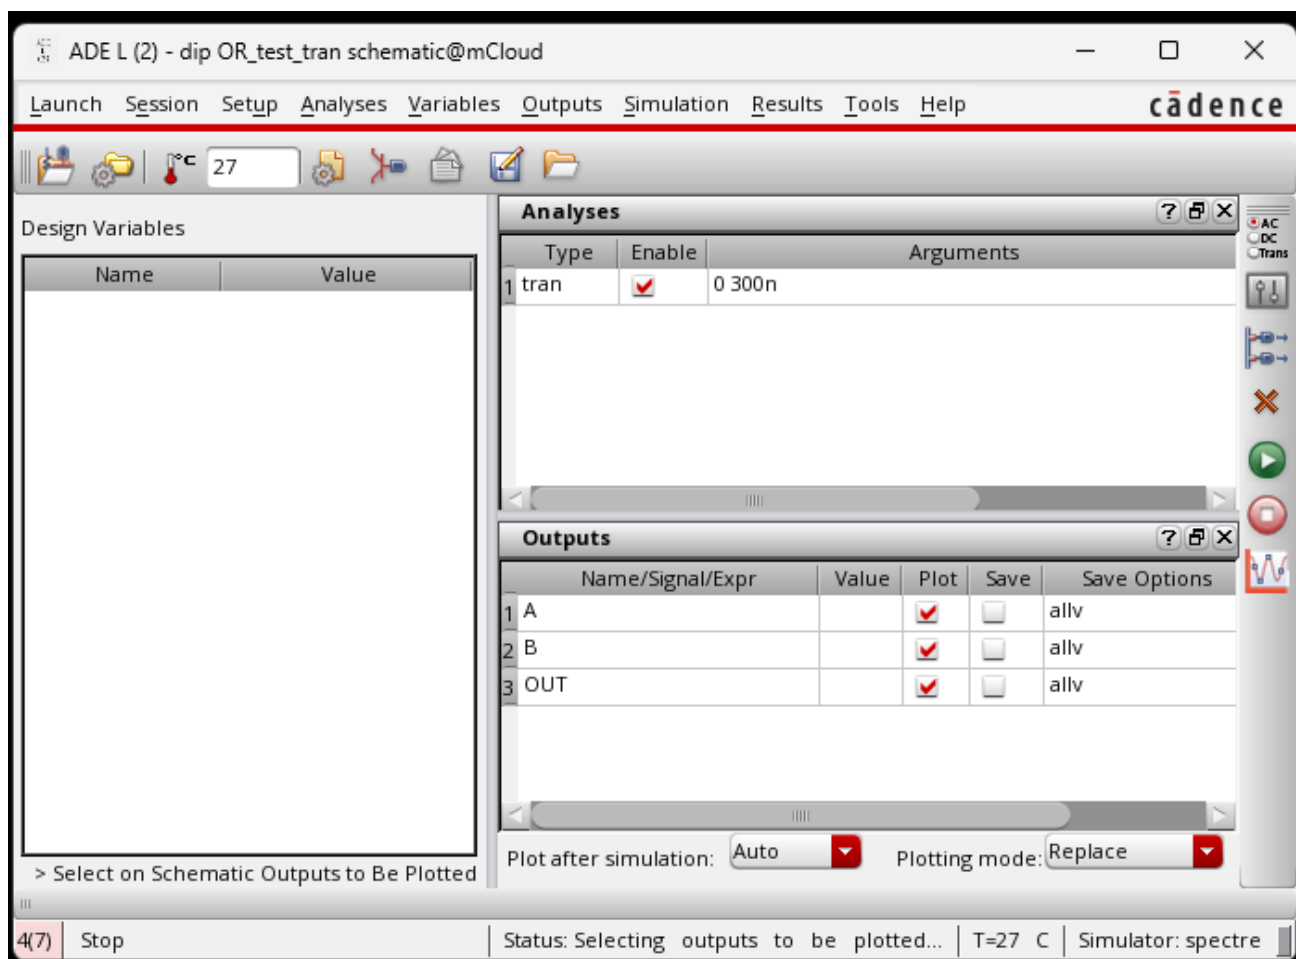 ADE L (2) - dip OR_test_tran schematic@mCloud
Launch Session Setup Analyses Variables Outputs Simulation Results Tools Help cādence
°C 27
Design Variables
Name Value
> Select on Schematic Outputs to Be Plotted
Analyses
Type Enable Arguments
1 tran 0 300n
Outputs
Name/Signal/Expr Value Plot Save Save Options
1 A allv
2 B allv
3 OUT allv
Plot after simulation: Auto Plotting mode: Replace
AC
DC
Trans
4(7) Stop Status: Selecting outputs to be plotted... T=27 C Simulator: spectre